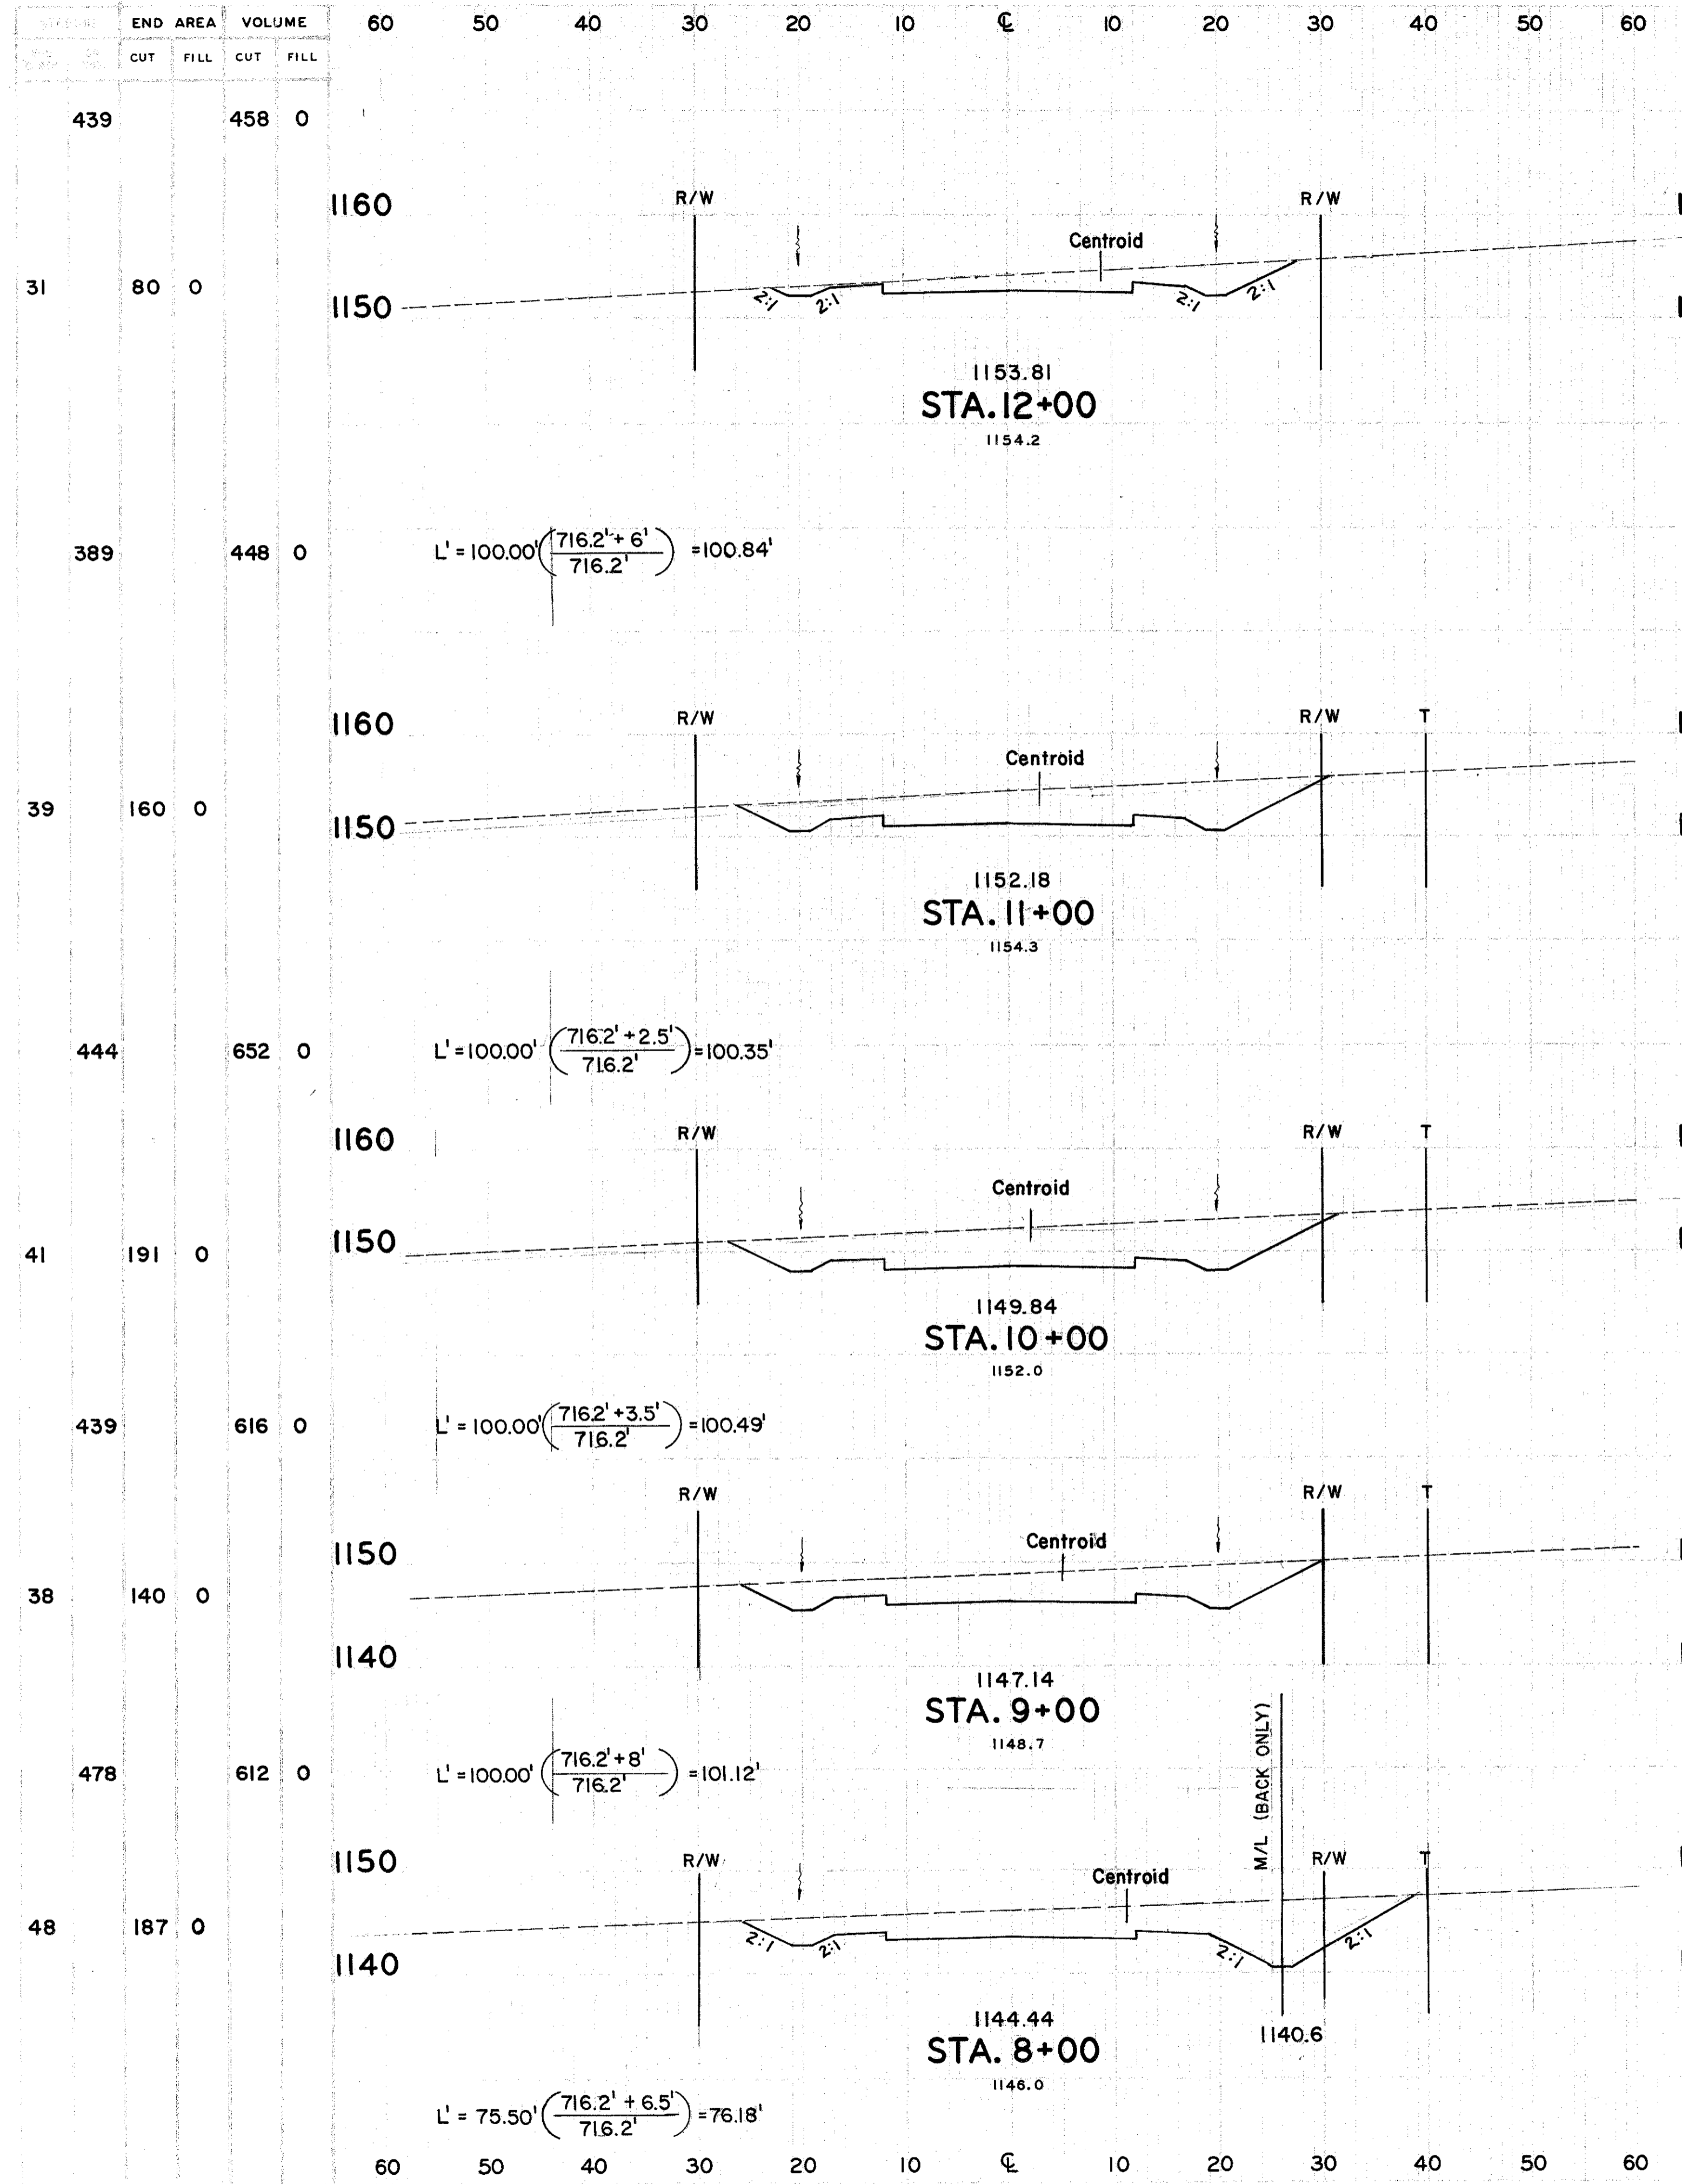 END AREA VOLUME 60 50 40 30 20 10 ℄ 10 20 30 40 50 60
CUT FILL CUT FILL
439 458 0
1160 R/W R/W
Centroid
31 80 0
1150 2:1 2:1 2:1 2:1
1153.81
STA. 12+00
1154.2
389 448 0 L' = 100.00' (716.2' + 6' / 716.2') = 100.84'
1160 R/W R/W T
Centroid
39 160 0
1150
1152.18
STA. 11+00
1154.3
444 652 0 L' = 100.00' (716.2' + 2.5' / 716.2') = 100.35'
1160 R/W R/W T
Centroid
41 191 0 1150
1149.84
STA. 10+00
1152.0
439 616 0 L' = 100.00' (716.2' + 3.5' / 716.2') = 100.49'
R/W R/W T
1150 Centroid
38 140 0
1140
1147.14
STA. 9+00
1148.7
M/L (BACK ONLY)
478 612 0 L' = 100.00' (716.2' + 8' / 716.2') = 101.12'
1150 R/W R/W T
Centroid
48 187 0
2:1 2:1 2:1 2:1
1140
1144.44 1140.6
STA. 8+00
1146.0
L' = 75.50' (716.2' + 6.5' / 716.2') = 76.18'
60 50 40 30 20 10 ℄ 10 20 30 40 50 60